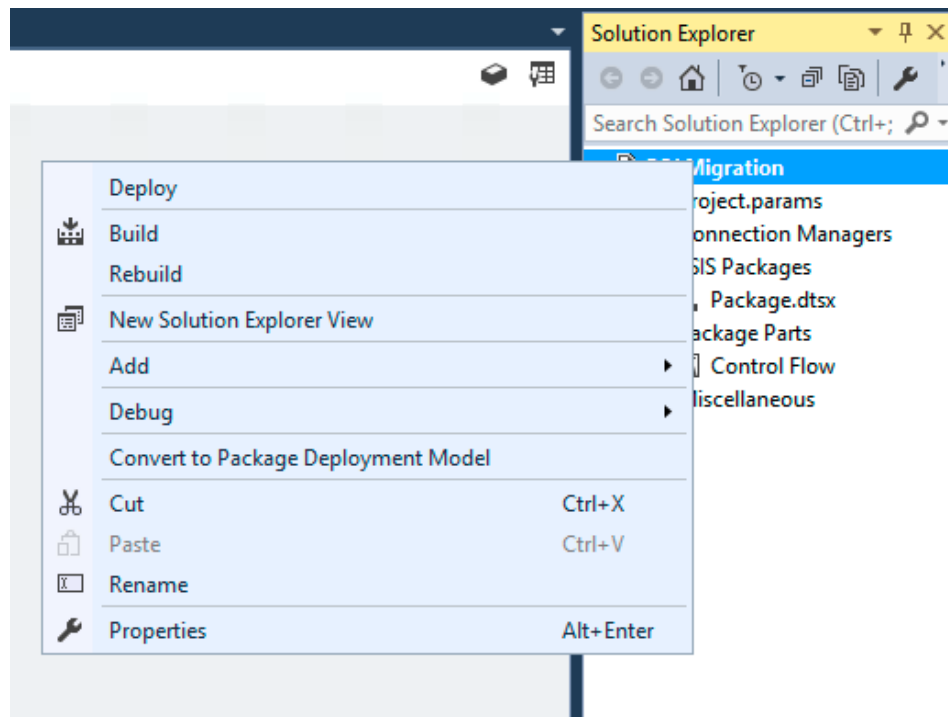 Solution Explorer
Search Solution Explorer (Ctrl+;
Migration
roject.params
onnection Managers
SIS Packages
Package.dtsx
ackage Parts
Control Flow
liscellaneous
Deploy
Build
Rebuild
New Solution Explorer View
Add
Debug
Convert to Package Deployment Model
Cut Ctrl+X
Paste Ctrl+V
Rename
Properties Alt+Enter